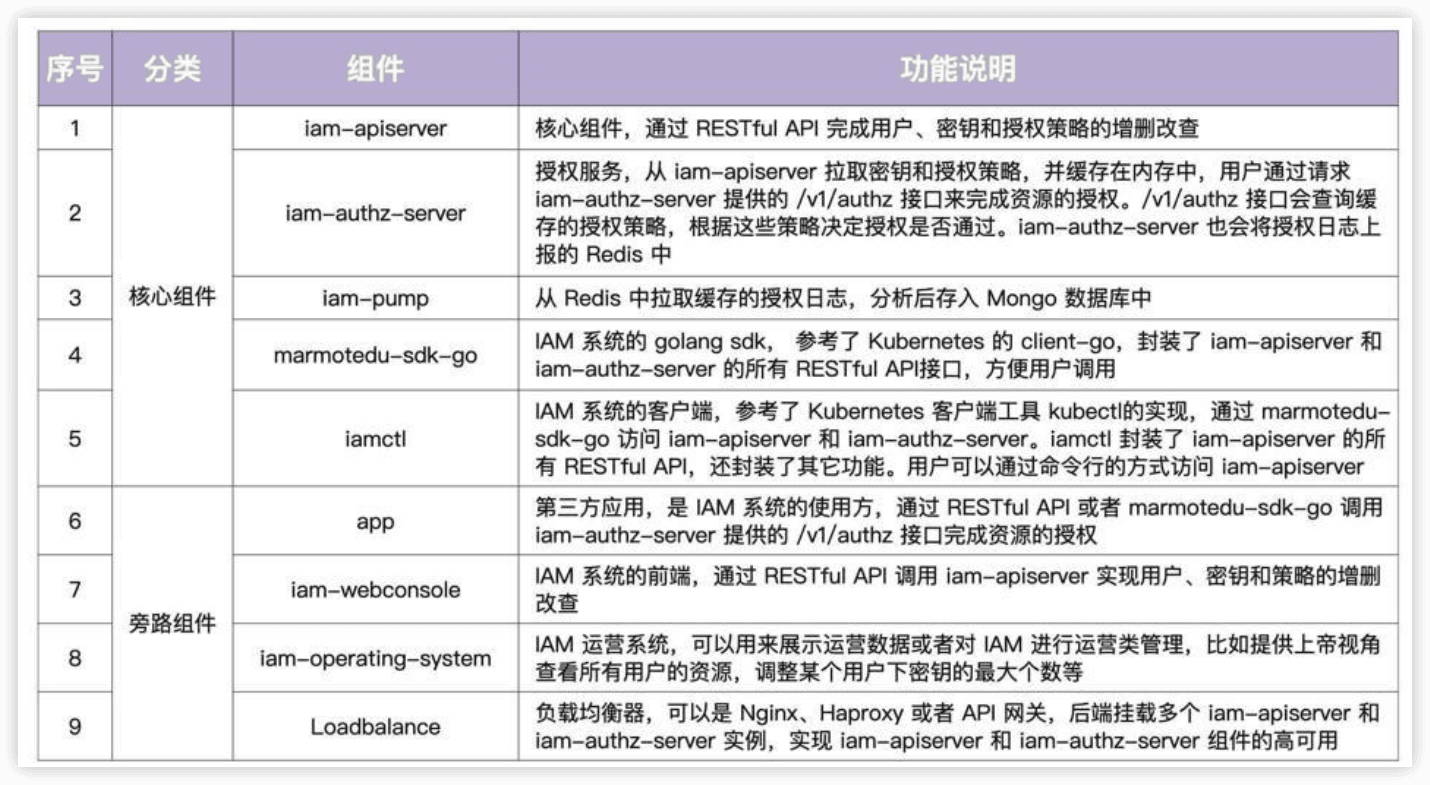 序号 分类 组件 功能说明
1 iam-apiserver 核心组件，通过 RESTful API 完成用户、密钥和授权策略的增删改查
2 iam-authz-server 授权服务，从 iam-apiserver 拉取密钥和授权策略，并缓存在内存中，用户通过请求
iam-authz-server 提供的 /v1/authz 接口来完成资源的授权。/v1/authz 接口会查询缓
存的授权策略，根据这些策略决定授权是否通过。iam-authz-server 也会将授权日志上
报的 Redis 中
核心组件
3 iam-pump 从 Redis 中拉取缓存的授权日志，分析后存入 Mongo 数据库中
4 marmotedu-sdk-go IAM 系统的 golang sdk， 参考了 Kubernetes 的 client-go，封装了 iam-apiserver 和
iam-authz-server 的所有 RESTful API接口，方便用户调用
5 iamctl IAM 系统的客户端，参考了 Kubernetes 客户端工具 kubectl的实现，通过 marmotedu-
sdk-go 访问 iam-apiserver 和 iam-authz-server。iamctl 封装了 iam-apiserver 的所
有 RESTful API，还封装了其它功能。用户可以通过命令行的方式访问 iam-apiserver
6 app 第三方应用，是 IAM 系统的使用方，通过 RESTful API 或者 marmotedu-sdk-go 调用
iam-authz-server 提供的 /v1/authz 接口完成资源的授权
7 iam-webconsole IAM 系统的前端，通过 RESTful API 调用 iam-apiserver 实现用户、密钥和策略的增删
改查
旁路组件
8 iam-operating-system IAM 运营系统，可以用来展示运营数据或者对 IAM 进行运营类管理，比如提供上帝视角
查看所有用户的资源，调整某个用户下密钥的最大个数等
9 Loadbalance 负载均衡器，可以是 Nginx、Haproxy 或者 API 网关，后端挂载多个 iam-apiserver 和
iam-authz-server 实例，实现 iam-apiserver 和 iam-authz-server 组件的高可用